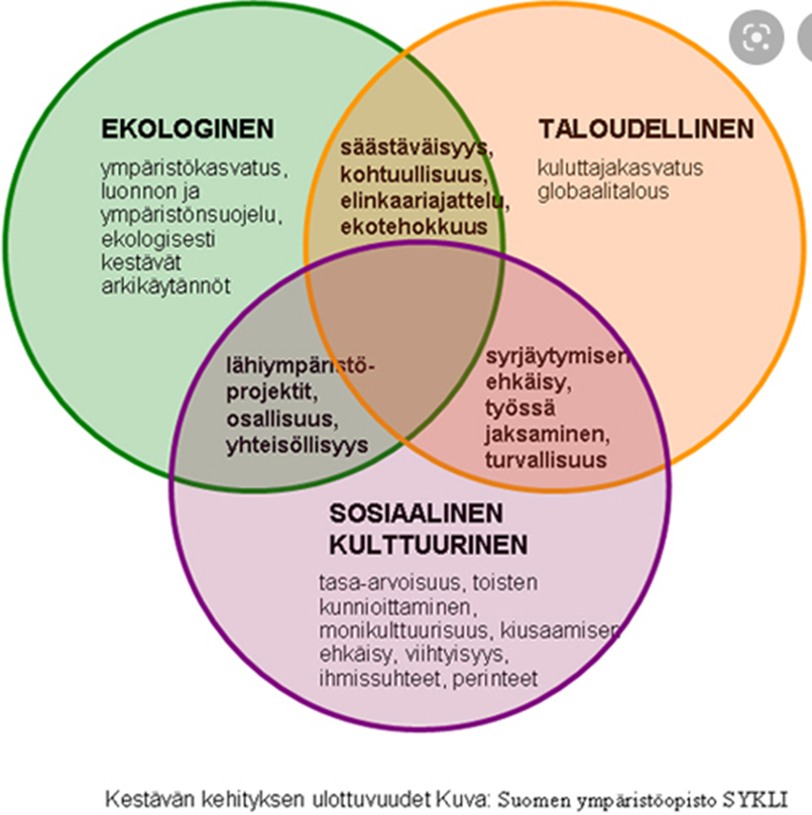 EKOLOGINEN
ympäristökasvatus,
luonnon ja
ympäristönsuojelu,
ekologisesti
kestävät
arkikäytännöt
säästäväisyys,
kohtuullisuus,
elinkaariajattelu,
ekotehokkuus
TALOUDELLINEN
kuluttajakasvatus
globaalitalous
lähiympäristö-
projektit,
osallisuus,
yhteisöllisyys
syrjäytymisen
ehkäisy,
työssä
jaksaminen,
turvallisuus
SOSIAALINEN
KULTTUURINEN
tasa-arvoisuus, toisten
kunnioittaminen,
monikulttuurisuus, kiusaamisen
ehkäisy, viihtyisyys,
ihmissuhteet, perinteet
Kestävän kehityksen ulottuvuudet Kuva: Suomen ympäristöopisto SYKLI